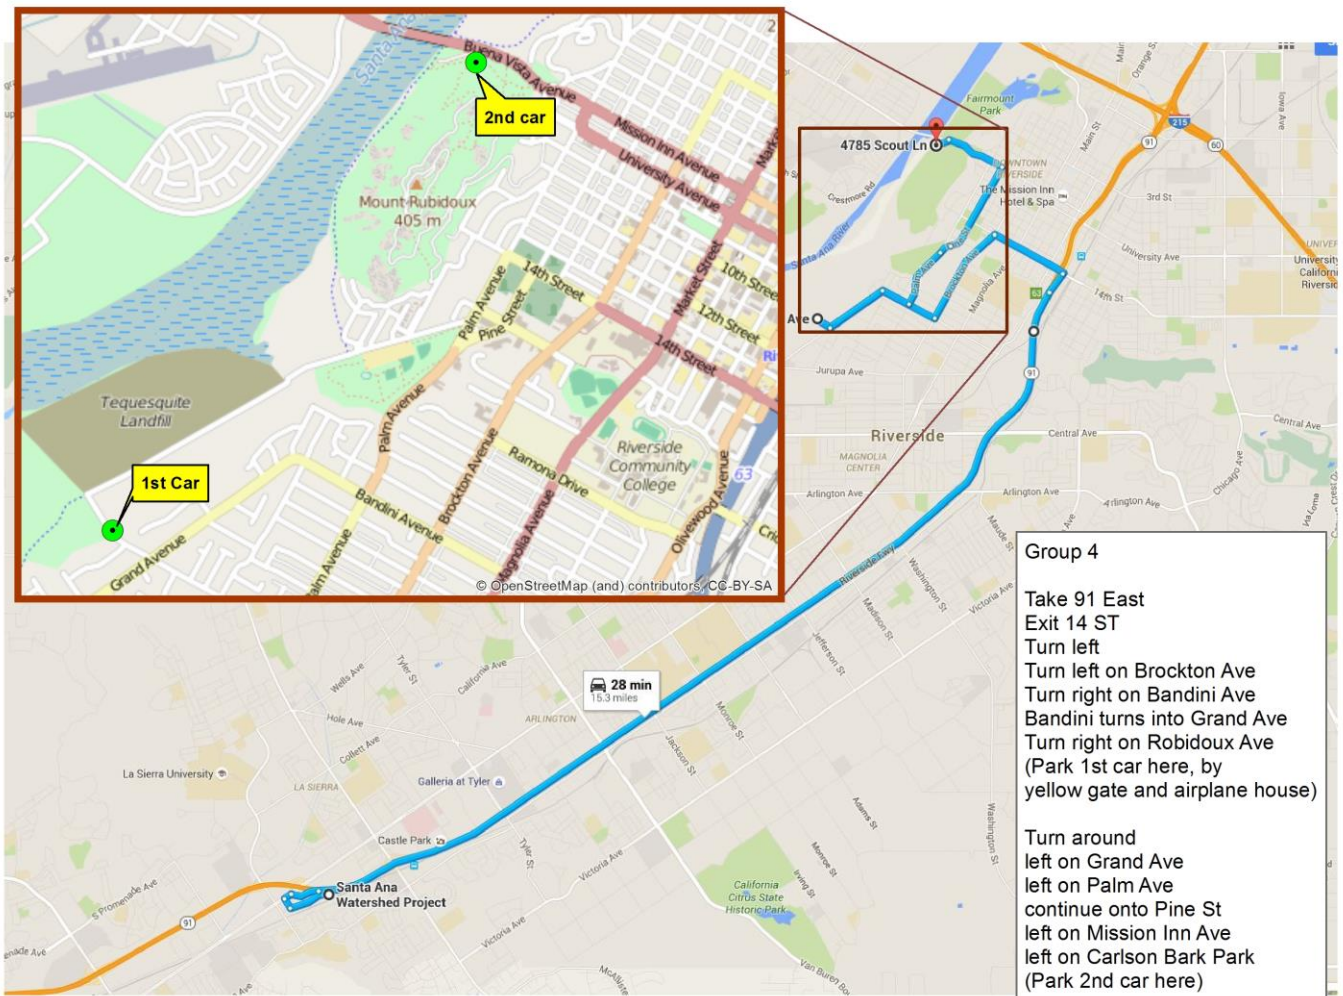 Buena Vista Avenue
2nd car
Mission Inn Avenue
University Avenue
Mount Rubidoux
405 m
Market Street
14th Street
10th Street
12th Street
14th Street
Palm Avenue
Pine Street
Palm Avenue
Tequesquite
Landfill
1st Car
Riverside
Community
College
63
Ramona Drive
Brockton Avenue
Bandini Avenue
Magnolia Avenue
Olivewood Avenue
Grand Avenue
Palm Avenue
© OpenStreetMap (and) contributors, CC-BY-SA
Fairmount
Park
Main St
Orange St
Iowa Ave
215
91
60
4785 Scout Ln
Crestmore Rd
Santa Ana River
The Mission Inn
Hotel & Spa
3rd St
University Ave
Palm Ave
Brockton Ave
Magnolia Ave
14th St
Ave
91
Jurupa Ave
Riverside
MAGNOLIA
CENTER
Central Ave
Central Ave
Arlington Ave
Arlington Ave
Arlington Ave
Chicago Ave
Maude St
Riverside Fwy
Washington St
Victoria Ave
Madison St
Jefferson St
28 min
15.3 miles
Wells Ave
Tyler St
California Ave
Hole Ave
ARLINGTON
Collett Ave
Monroe St
Jackson St
La Sierra University
LA SIERRA
Galleria at Tyler
Castle Park
Tyler St
Victoria Ave
Adams St
Washington St
Monroe St
Irving St
Santa Ana
Watershed Project
California
Citrus State
Historic Park
S Promenade Ave
91
Victoria Ave
Van Buren
Group 4
Take 91 East
Exit 14 ST
Turn left
Turn left on Brockton Ave
Turn right on Bandini Ave
Bandini turns into Grand Ave
Turn right on Robidoux Ave
(Park 1st car here, by
yellow gate and airplane house)
Turn around
left on Grand Ave
left on Palm Ave
continue onto Pine St
left on Mission Inn Ave
left on Carlson Bark Park
(Park 2nd car here)